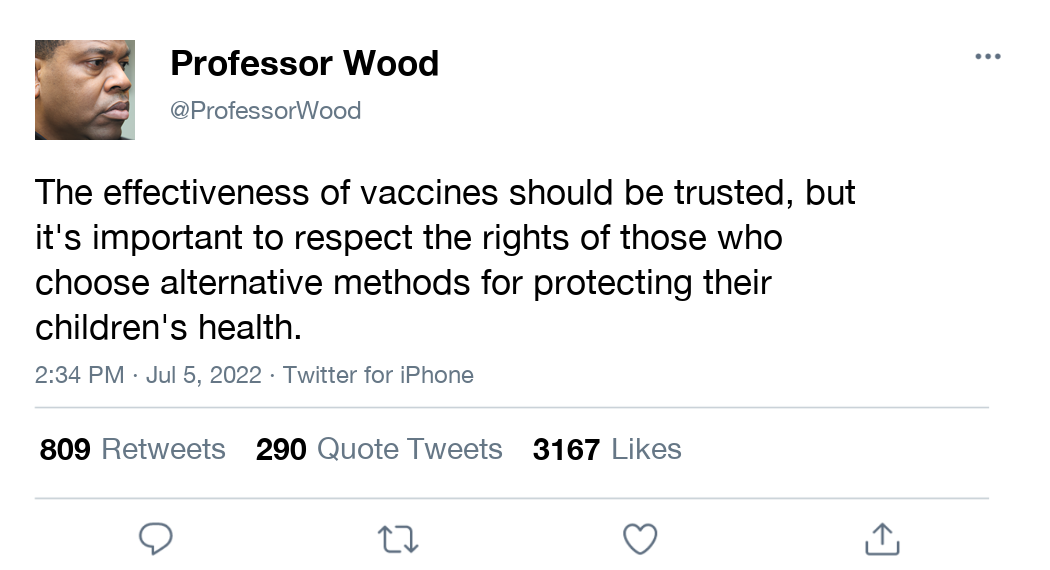 Professor Wood
@ProfessorWood
The effectiveness of vaccines should be trusted, but
it's important to respect the rights of those who
choose alternative methods for protecting their
children's health.
2:34 PM · Jul 5, 2022 · Twitter for iPhone
809 Retweets 290 Quote Tweets 3167 Likes